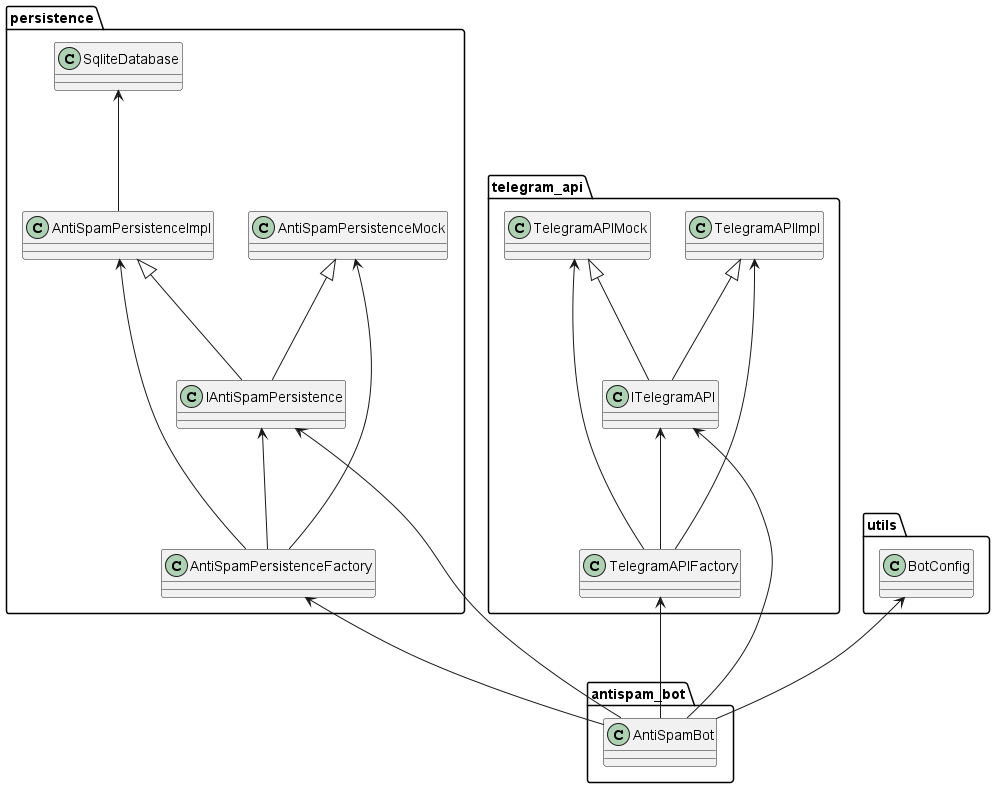 persistence
C SqliteDatabase
telegram_api
C AntiSpamPersistenceImpl
C AntiSpamPersistenceMock
C TelegramAPIMock
C TelegramAPIImpl
C IAntiSpamPersistence
C ITelegramAPI
utils
C AntiSpamPersistenceFactory
C TelegramAPIFactory
C BotConfig
antispam_bot
C AntiSpamBot